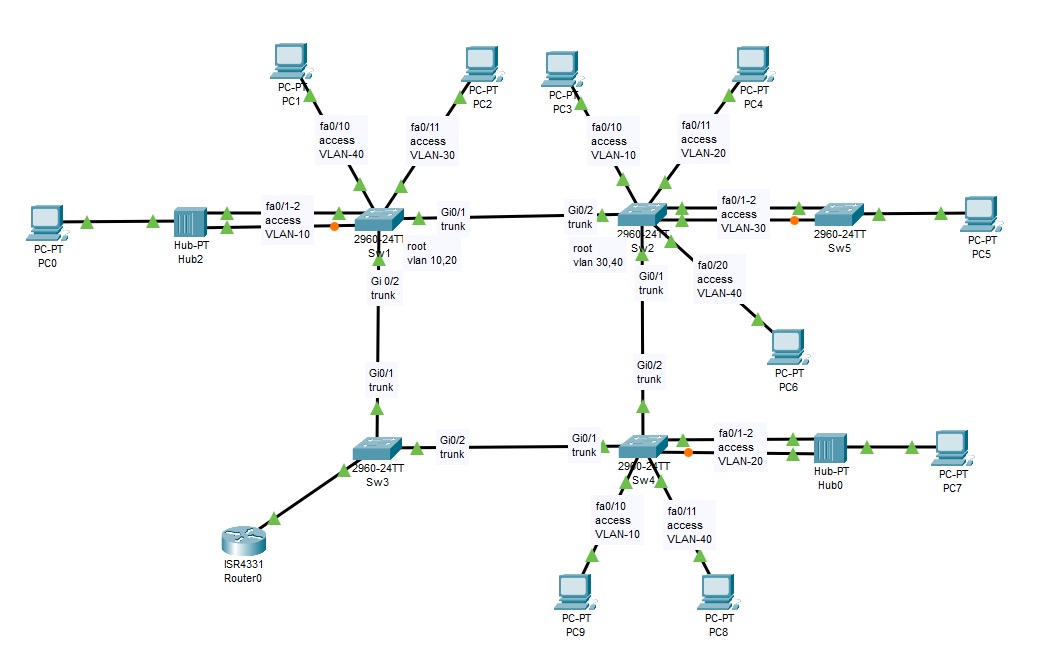 PC-PT
PC1
PC-PT
PC2
PC-PT
PC3
PC-PT
PC4
fa0/10
access
VLAN-40
fa0/11
access
VLAN-30
fa0/10
access
VLAN-10
fa0/11
access
VLAN-20
PC-PT
PC0
Hub-PT
Hub2
fa0/1-2
access
VLAN-10
2960-24TT
Sw1
Gi0/1
trunk
root
vlan 10,20
Gi0/2
trunk
root
vlan 30,40
2960-24TT
Sw2
fa0/1-2
access
VLAN-30
2960-24TT
Sw5
PC-PT
PC5
Gi 0/2
trunk
Gi0/1
trunk
fa0/20
access
VLAN-40
PC-PT
PC6
Gi0/1
trunk
Gi0/2
trunk
2960-24TT
Sw3
Gi0/2
trunk
Gi0/1
trunk
2960-24TT
Sw4
fa0/1-2
access
VLAN-20
Hub-PT
Hub0
PC-PT
PC7
ISR4331
Router0
fa0/10
access
VLAN-10
fa0/11
access
VLAN-40
PC-PT
PC9
PC-PT
PC8